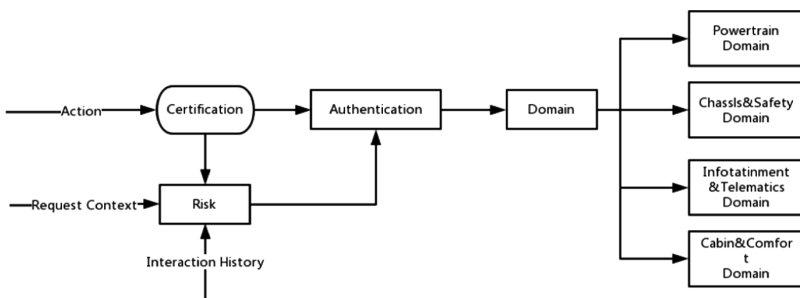 Powertrain
Domain
Action
Certification
Authentication
Domain
Chassls&Safety
Domain
Request Context
Risk
Infotatinment
&Telematics
Domain
Interaction History
Cabin&Comfor
t
Domain